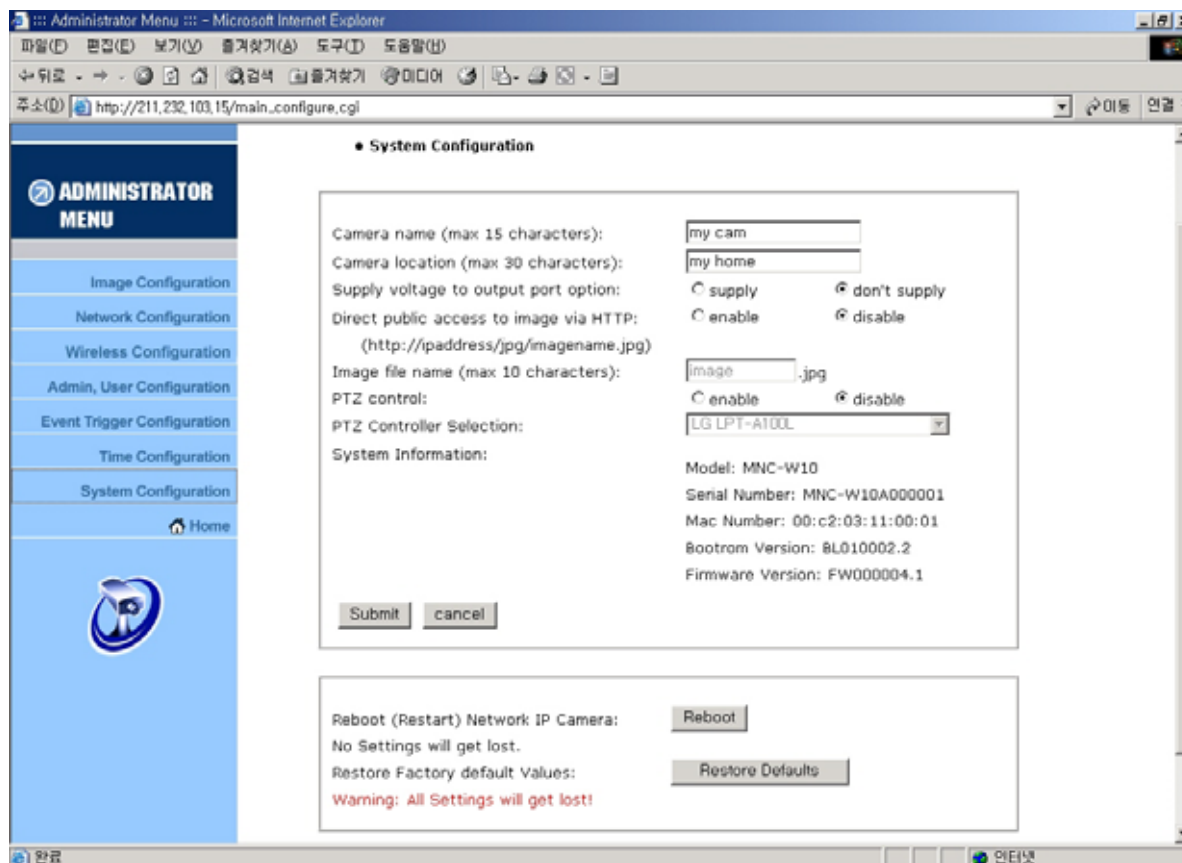 ::: Administrator Menu ::: - Microsoft Internet Explorer
파일(F) 편집(E) 보기(V) 즐겨찾기(A) 도구(T) 도움말(H)
뒤로 검색 즐겨찾기 미디어
주소(D) http://211,232,103,15/main_configure,cgi 이동 연결
ADMINISTRATOR
MENU
Image Configuration
Network Configuration
Wireless Configuration
Admin, User Configuration
Event Trigger Configuration
Time Configuration
System Configuration
Home
• System Configuration
Camera name (max 15 characters): my cam
Camera location (max 30 characters): my home
Supply voltage to output port option: supply don't supply
Direct public access to image via HTTP: enable disable
(http://ipaddress/jpg/imagename.jpg)
Image file name (max 10 characters): image .jpg
PTZ control: enable disable
PTZ Controller Selection: LG LPT-A100L
System Information:
Model: MNC-W10
Serial Number: MNC-W10A000001
Mac Number: 00:c2:03:11:00:01
Bootrom Version: BL010002.2
Firmware Version: FW000004.1
Submit cancel
Reboot (Restart) Network IP Camera: Reboot
No Settings will get lost.
Restore Factory default Values: Restore Defaults
Warning: All Settings will get lost!
완료 인터넷